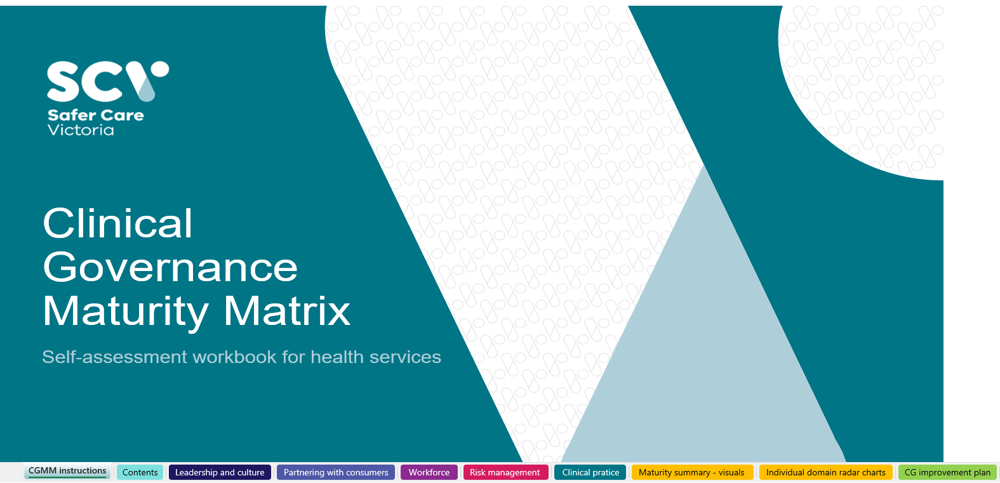 SCV
Safer Care
Victoria
Clinical
Governance
Maturity Matrix
Self-assessment workbook for health services
CGMM instructions
Contents
Leadership and culture
Partnering with consumers
Workforce
Risk management
Clinical pratice
Maturity summary - visuals
Individual domain radar charts
CG improvement plan